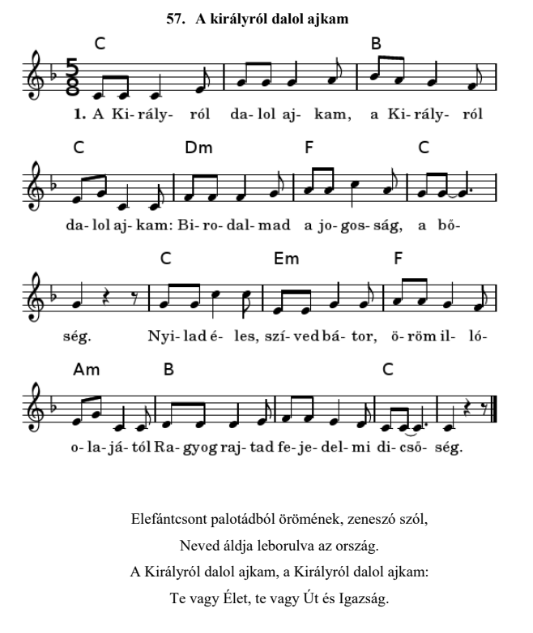 57. A királyról dalol ajkam
C B
5
8
1. A Ki- rály- ról da- lol aj- kam, a Ki- rály- ról
C Dm F C
da- lol aj- kam: Bi- ro- dal- mad a jo- gos- ság, a bő-
C Em F
ség. Nyi- lad é- les, szí- ved bá- tor, ö- röm il- ló-
Am B C
o- la- já- tól Ra- gyog raj- tad fe- je- del- mi di- cső- ség.
Elefántcsont palotádból örömének, zeneszó szól,
Neved áldja leborulva az ország.
A Királyról dalol ajkam, a Királyról dalol ajkam:
Te vagy Élet, te vagy Út és Igazság.